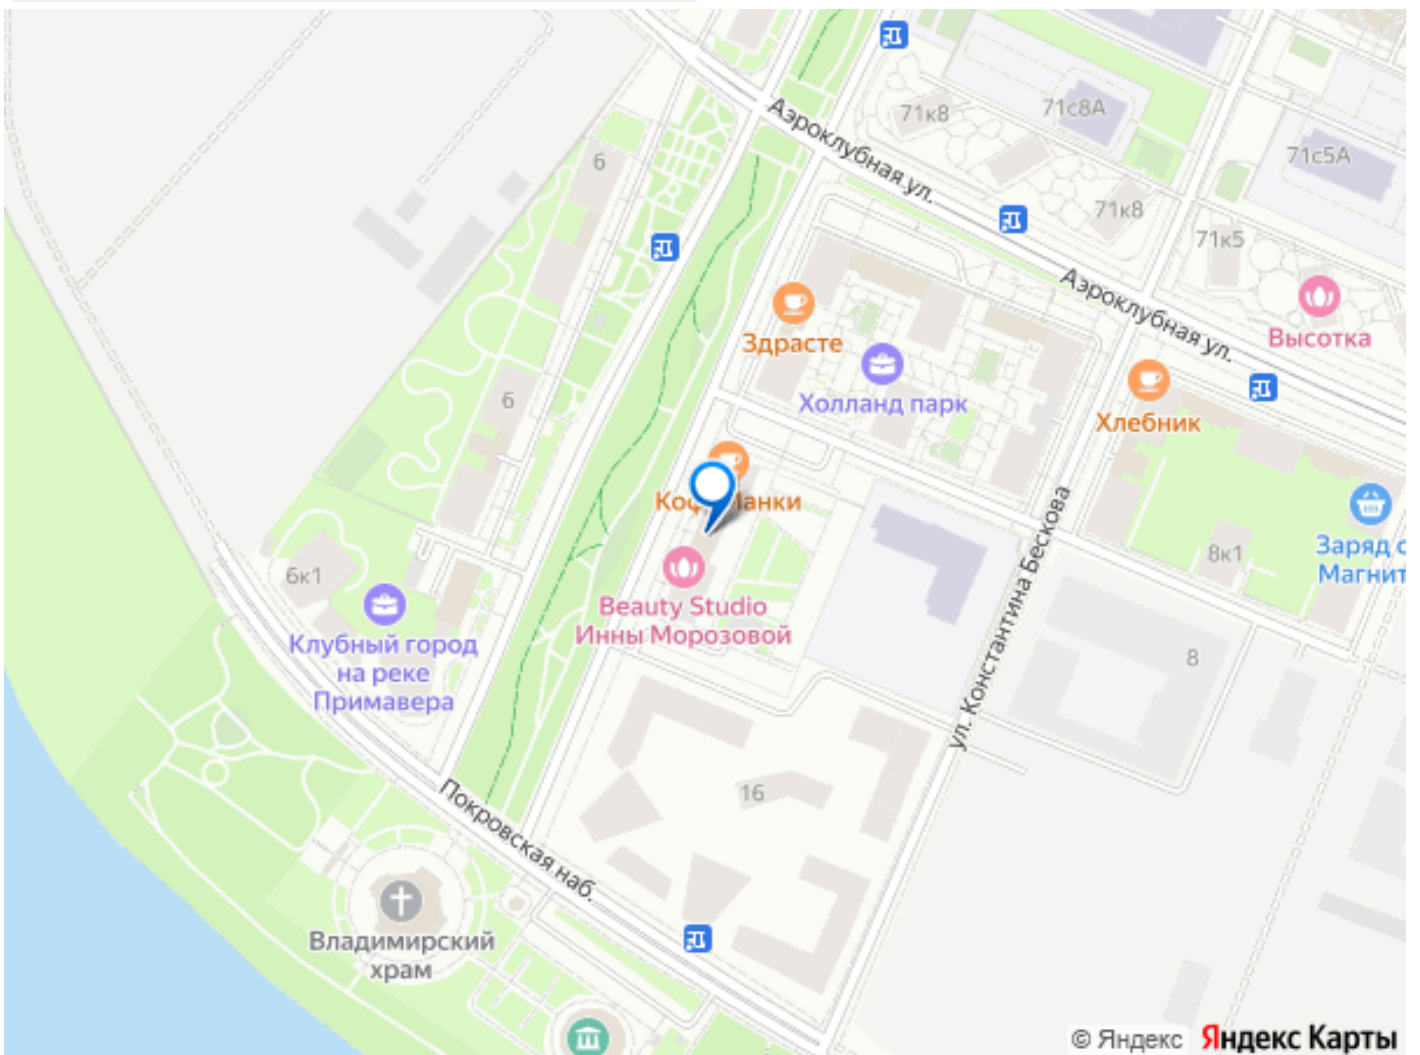 71к8
71с8А
Аэроклубная ул.
71с5А
6
71к8
71к5
Аэроклубная ул.
Здрасте
Высотка
Холланд парк
6
Хлебник
ул. Константина Бескова
Заряд
Магнит
8к1
6к1
Beauty Studio
Инны Морозовой
Клубный город
на реке
Примавера
8
16
Покровская наб.
Владимирский
храм
© Яндекс Яндекс Карты